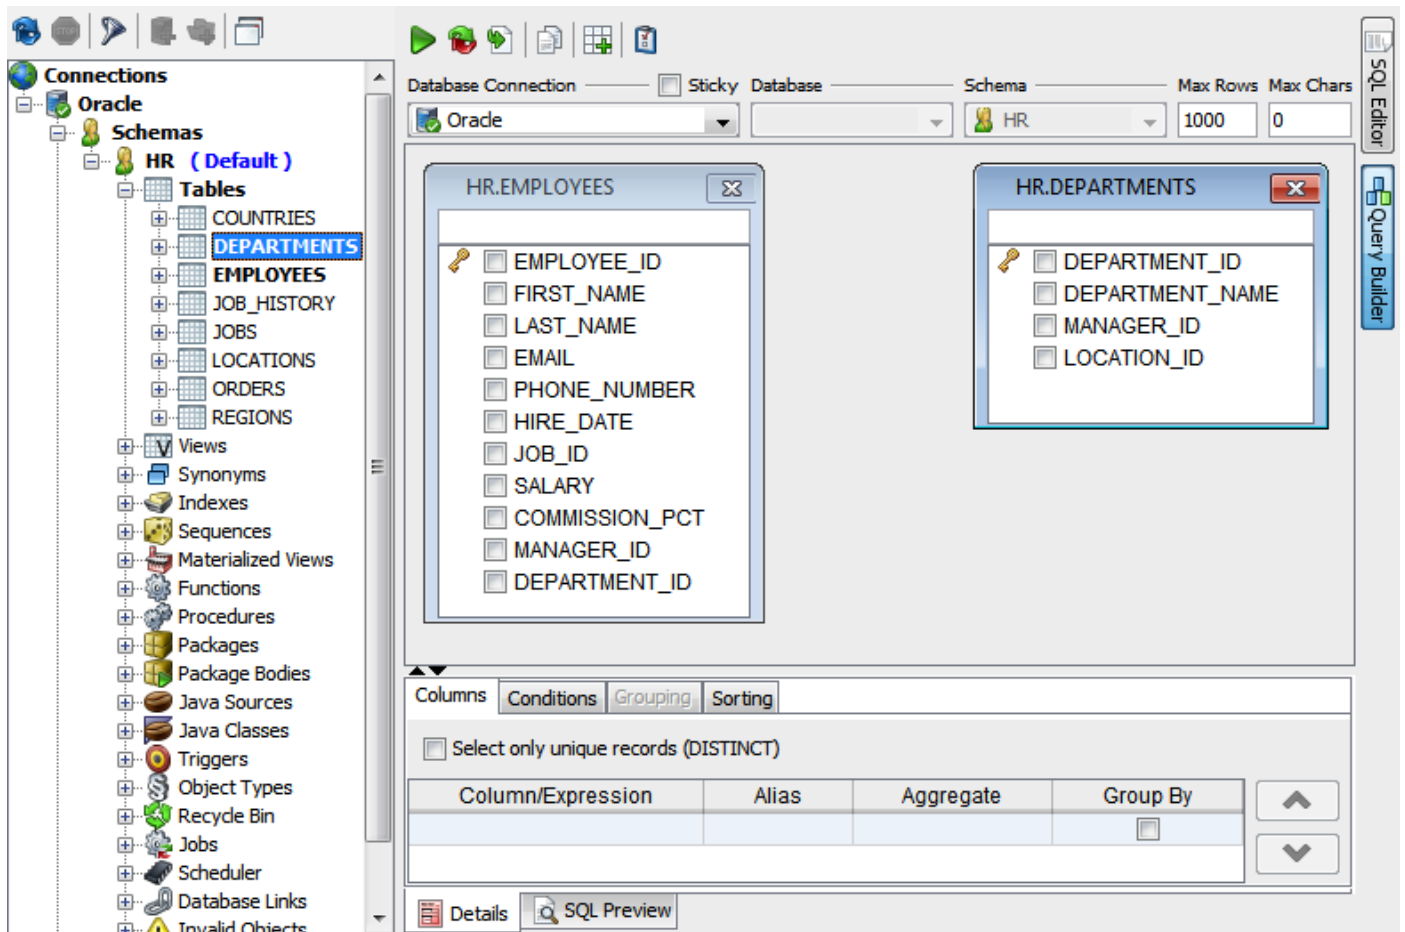 STOP
Connections
Oracle
Schemas
HR ( Default )
Tables
COUNTRIES
DEPARTMENTS
EMPLOYEES
JOB_HISTORY
JOBS
LOCATIONS
ORDERS
REGIONS
Views
Synonyms
Indexes
Sequences
Materialized Views
Functions
Procedures
Packages
Package Bodies
Java Sources
Java Classes
Triggers
Object Types
Recycle Bin
Jobs
Scheduler
Database Links
Invalid Objects
Database Connection Sticky Database Schema Max Rows Max Chars
Oracle HR 1000 0
HR.EMPLOYEES
EMPLOYEE_ID
FIRST_NAME
LAST_NAME
EMAIL
PHONE_NUMBER
HIRE_DATE
JOB_ID
SALARY
COMMISSION_PCT
MANAGER_ID
DEPARTMENT_ID
HR.DEPARTMENTS
DEPARTMENT_ID
DEPARTMENT_NAME
MANAGER_ID
LOCATION_ID
Columns Conditions Grouping Sorting
Select only unique records (DISTINCT)
Column/Expression Alias Aggregate Group By
Details SQL Preview
SQL Editor
Query Builder